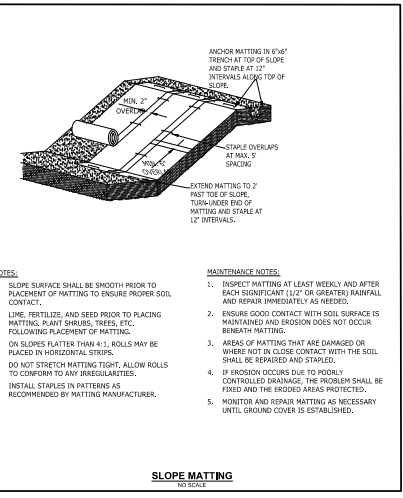 ANCHOR MATTING IN 6"x6"
TRENCH AT TOP OF SLOPE
AND STAPLE AT 12"
INTERVALS ALONG TOP OF
SLOPE.
MIN. 2"
OVERLAP
STAPLE OVERLAPS
AT MAX. 5'
SPACING
OVERLAP
EXTEND MATTING TO 2'
PAST TOE OF SLOPE,
TURN-UNDER END OF
MATTING AND STAPLE AT
12" INTERVALS.
OTES:
SLOPE SURFACE SHALL BE SMOOTH PRIOR TO
PLACEMENT OF MATTING TO ENSURE PROPER SOIL
CONTACT.
LIME, FERTILIZE, AND SEED PRIOR TO PLACING
MATTING. PLANT SHRUBS, TREES, ETC.
FOLLOWING PLACEMENT OF MATTING.
ON SLOPES FLATTER THAN 4:1, ROLLS MAY BE
PLACED IN HORIZONTAL STRIPS.
DO NOT STRETCH MATTING TIGHT. ALLOW ROLLS
TO CONFORM TO ANY IRREGULARITIES.
INSTALL STAPLES IN PATTERNS AS
RECOMMENDED BY MATTING MANUFACTURER.
MAINTENANCE NOTES:
1. INSPECT MATTING AT LEAST WEEKLY AND AFTER
EACH SIGNIFICANT (1/2" OR GREATER) RAINFALL
AND REPAIR IMMEDIATELY AS NEEDED.
2. ENSURE GOOD CONTACT WITH SOIL SURFACE IS
MAINTAINED AND EROSION DOES NOT OCCUR
BENEATH MATTING.
3. AREAS OF MATTING THAT ARE DAMAGED OR
WHERE NOT IN CLOSE CONTACT WITH THE SOIL
SHALL BE REPAIRED AND STAPLED.
4. IF EROSION OCCURS DUE TO POORLY
CONTROLLED DRAINAGE, THE PROBLEM SHALL BE
FIXED AND THE ERODED AREAS PROTECTED.
5. MONITOR AND REPAIR MATTING AS NECESSARY
UNTIL GROUND COVER IS ESTABLISHED.
SLOPE MATTING
NO SCALE